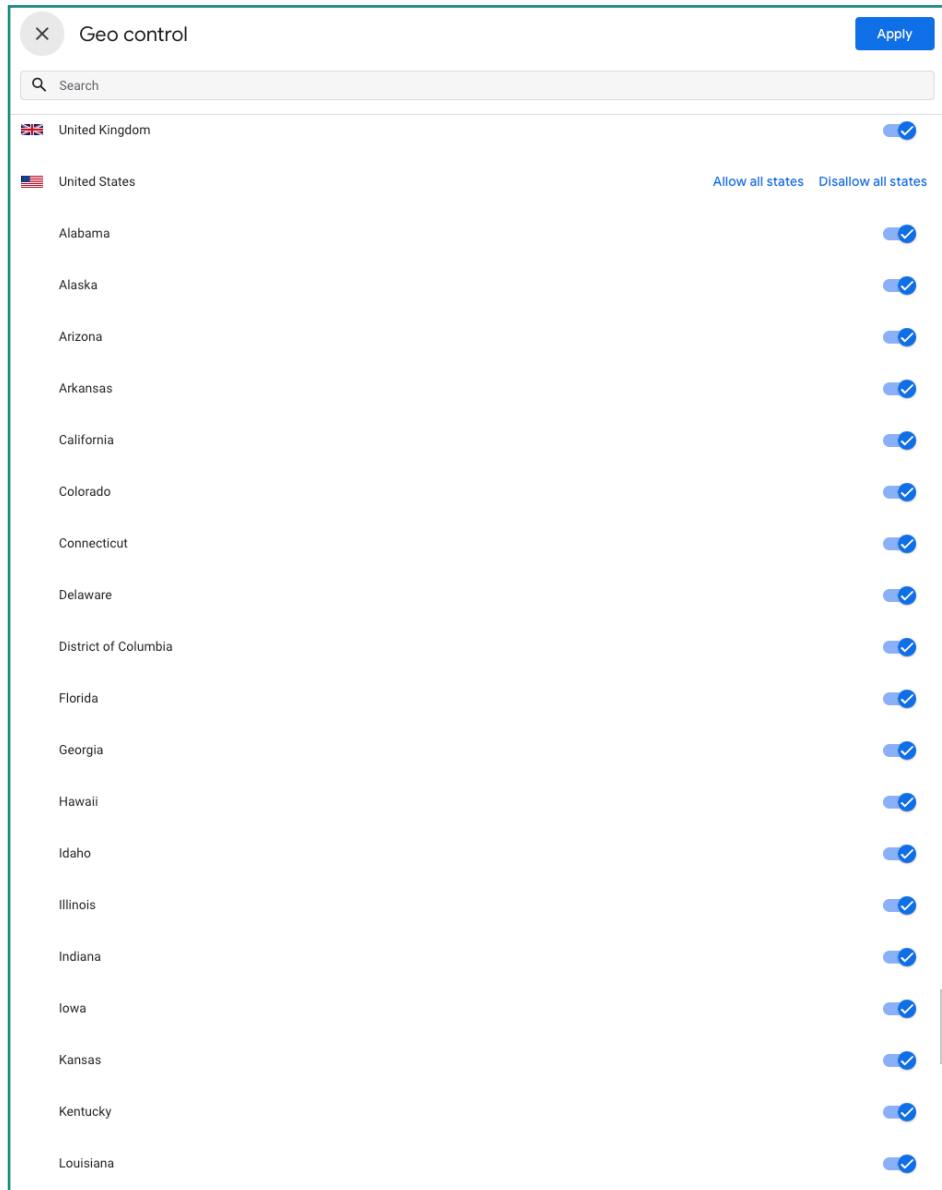 Geo control
Apply
Search
United Kingdom
United States Allow all states Disallow all states
Alabama
Alaska
Arizona
Arkansas
California
Colorado
Connecticut
Delaware
District of Columbia
Florida
Georgia
Hawaii
Idaho
Illinois
Indiana
Iowa
Kansas
Kentucky
Louisiana